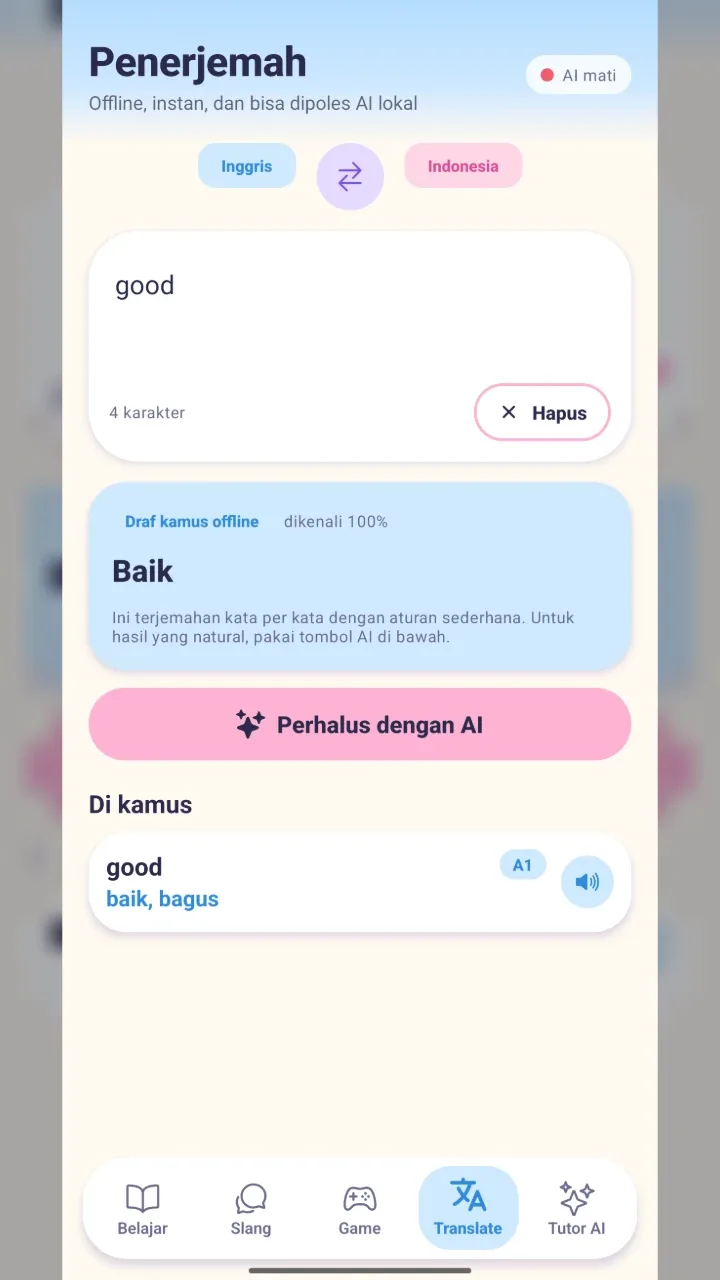 Penerjemah
Offline, instan, dan bisa dipoles AI lokal
AI mati
Inggris
Indonesia
good
4 karakter
Hapus
Draf kamus offline dikenali 100%
Baik
Ini terjemahan kata per kata dengan aturan sederhana. Untuk
hasil yang natural, pakai tombol AI di bawah.
Perhalus dengan AI
Di kamus
good
A1
baik, bagus
Belajar
Slang
Game
Translate
Tutor AI